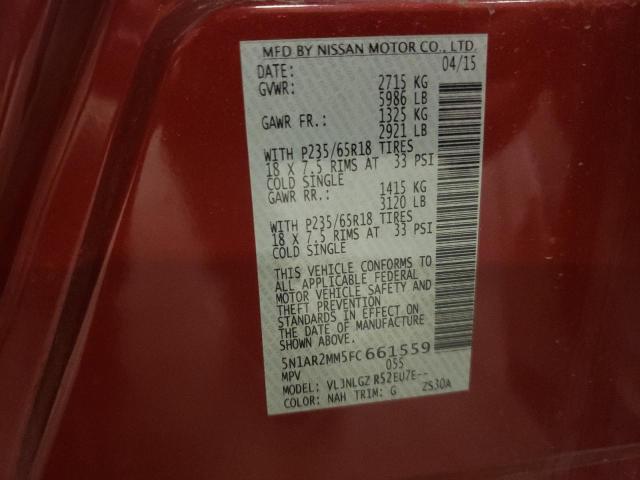 MFD BY NISSAN MOTOR CO., LTD.
DATE: 04/15
GVWR: 2715 KG
5986 LB
GAWR FR.: 1325 KG
2921 LB
WITH P235/65R18 TIRES
18 X 7.5 RIMS AT 33 PSI
COLD SINGLE
GAWR RR.: 1415 KG
3120 LB
WITH P235/65R18 TIRES
18 X 7.5 RIMS AT 33 PSI
COLD SINGLE
THIS VEHICLE CONFORMS TO
ALL APPLICABLE FEDERAL
MOTOR VEHICLE SAFETY AND
THEFT PREVENTION
STANDARDS IN EFFECT ON
THE DATE OF MANUFACTURE
SHOWN ABOVE.
5N1AR2MM5FC661559
MPV 055
MODEL: VL3NLGZ R52EUZE--
COLOR: NAH TRIM: G ZS30A